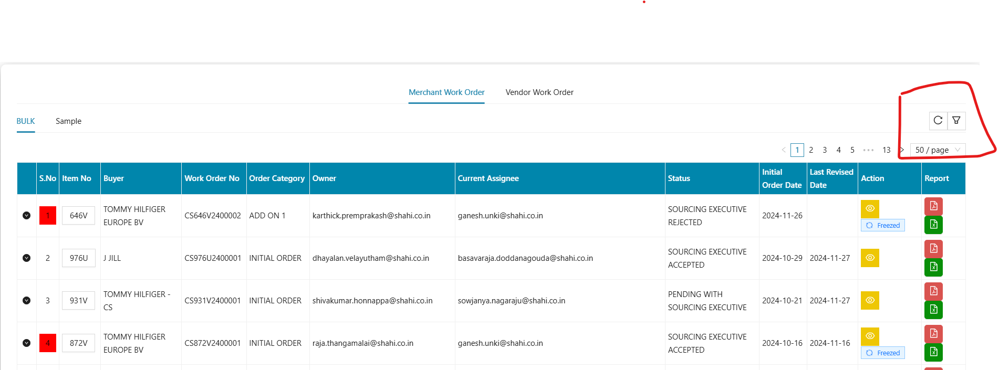 Merchant Work Order Vendor Work Order
BULK Sample
1 2 3 4 5 ••• 13 50 / page
S.No Item No Buyer Work Order No Order Category Owner Current Assignee Status Initial Order Date Last Revised Date Action Report
1 646V TOMMY HILFIGER EUROPE BV CS646V2400002 ADD ON 1 karthick.premprakash@shahi.co.in ganesh.unki@shahi.co.in SOURCING EXECUTIVE REJECTED 2024-11-26 Freezed
2 976U J JILL CS976U2400001 INITIAL ORDER dhayalan.velayutham@shahi.co.in basavaraja.doddanagouda@shahi.co.in SOURCING EXECUTIVE ACCEPTED 2024-10-29 2024-11-27
3 931V TOMMY HILFIGER - CS CS931V2400001 INITIAL ORDER shivakumar.honnappa@shahi.co.in sowjanya.nagaraju@shahi.co.in PENDING WITH SOURCING EXECUTIVE 2024-10-21 2024-11-27
4 872V TOMMY HILFIGER EUROPE BV CS872V2400001 INITIAL ORDER raja.thangamalai@shahi.co.in ganesh.unki@shahi.co.in SOURCING EXECUTIVE ACCEPTED 2024-10-16 2024-11-16 Freezed